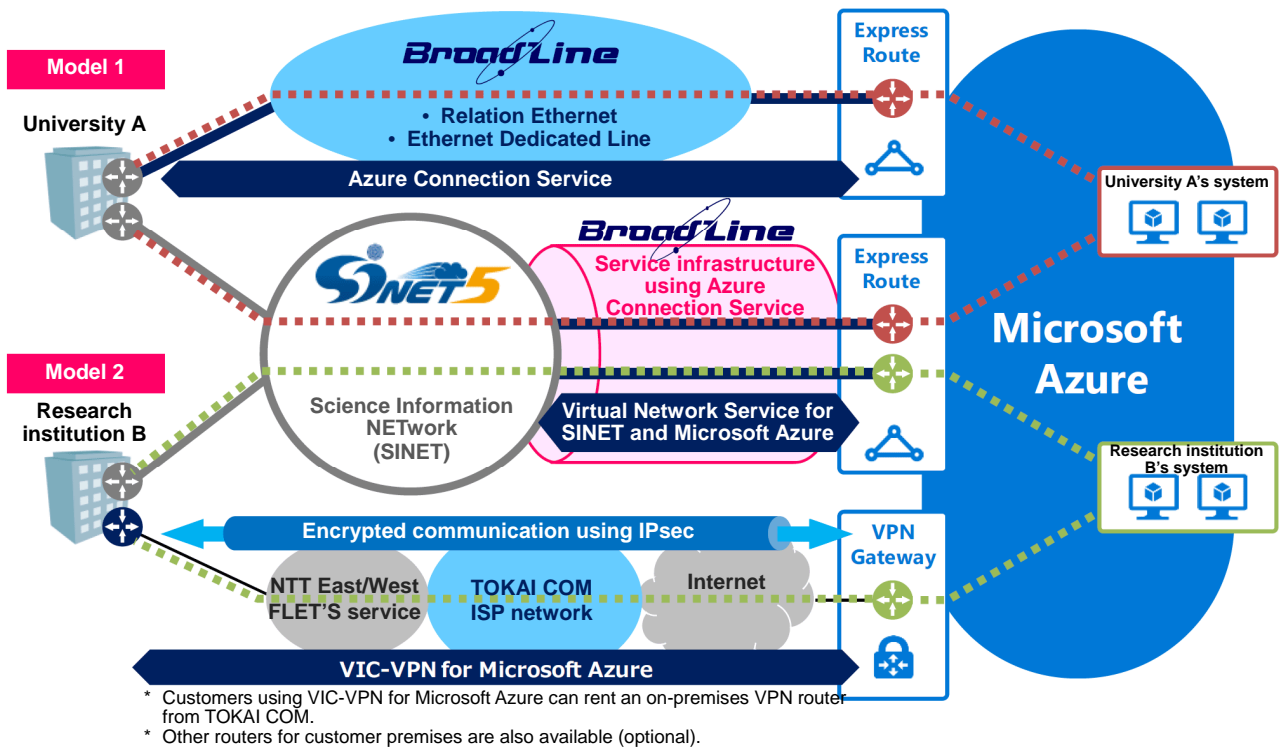 Model 1
University A
BroadLine
• Relation Ethernet
• Ethernet Dedicated Line
Azure Connection Service
Express
Route
University A's system
SINET5
Science Information
NETwork
(SINET)
BroadLine
Service infrastructure
using Azure
Connection Service
Virtual Network Service for
SINET and Microsoft Azure
Express
Route
Microsoft
Azure
Model 2
Research
institution B
Research institution
B's system
Encrypted communication using IPsec
NTT East/West
FLET'S service
TOKAI COM
ISP network
Internet
VPN
Gateway
VIC-VPN for Microsoft Azure
* Customers using VIC-VPN for Microsoft Azure can rent an on-premises VPN router
from TOKAI COM.
* Other routers for customer premises are also available (optional).